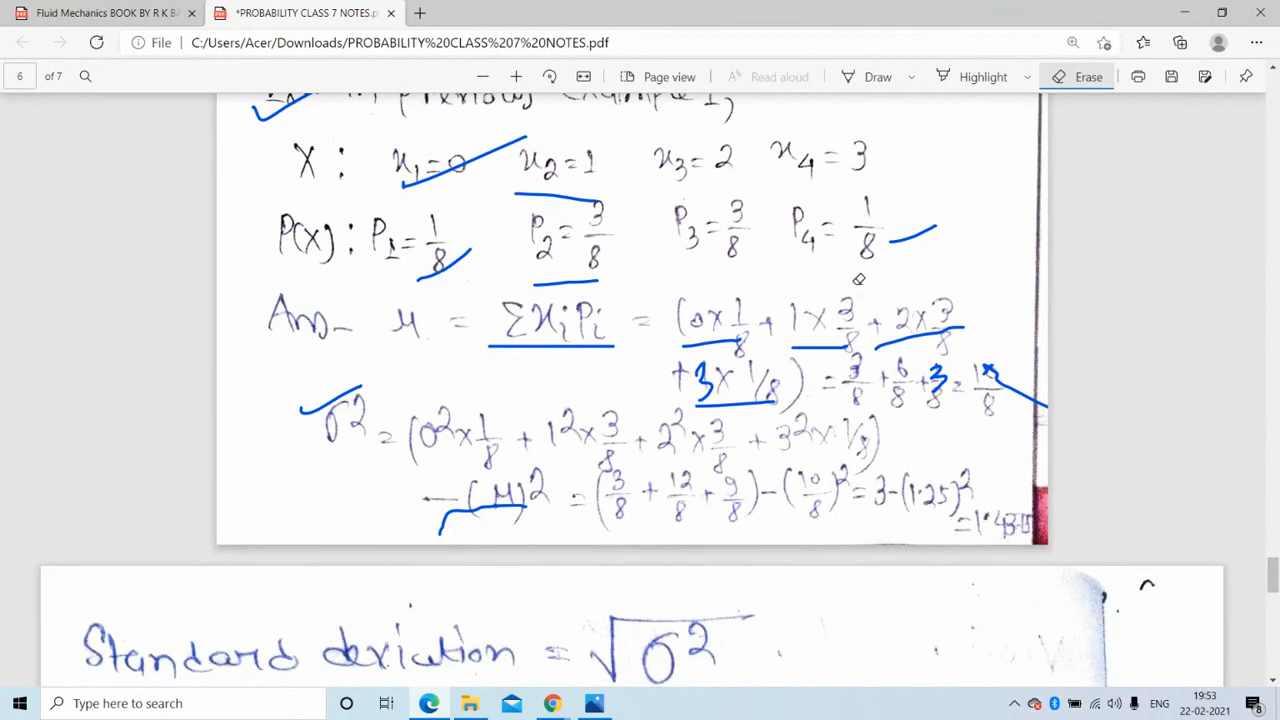 Fluid Mechanics BOOK BY R K BA
*PROBABILITY CLASS 7 NOTES.pdf
File C:/Users/Acer/Downloads/PROBABILITY%20CLASS%207%20NOTES.pdf
6 of 7 Page view Read aloud Draw Highlight Erase
X : x1=0 x2=1 x3=2 x4=3
P(X) : P1=1/8 P2=3/8 P3=3/8 P4=1/8
Ans- μ = ΣxiPi = (0×1/8 + 1×3/8 + 2×3/8
+3×1/8) = 3/8 + 6/8 + 3/8 =
σ2 = (0²×1/8 + 1²×3/8 + 2²×3/8 + 3²×1/8)
—(μ)² = (3/8 + 12/8 + 9/8) - (10/8)² = 3-(1.25)²
Standard deviation = √σ2
Type here to search
ENG
19:53
22-02-2021
8